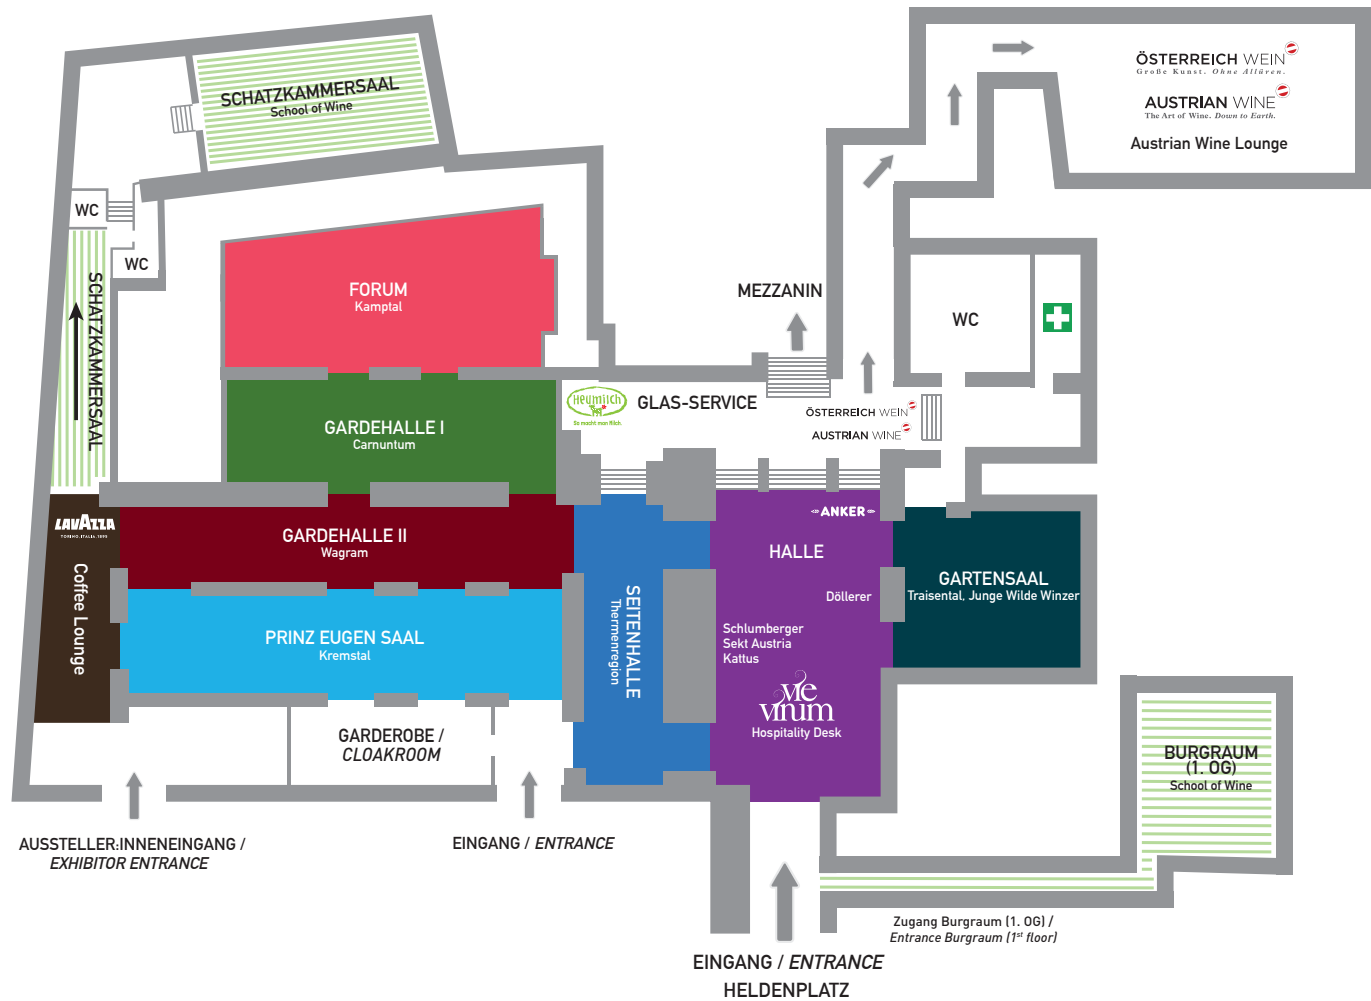 ÖSTERREICH WEIN
Große Kunst. Ohne Allüren.
AUSTRIAN WINE
The Art of Wine. Down to Earth.
Austrian Wine Lounge
SCHATZKAMMERSAAL
School of Wine
WC
WC
SCHATZKAMMERSAAL
FORUM
Kamptal
MEZZANIN
WC
GARDEHALLE I
Carnuntum
Heumilch
So macht man Milch.
GLAS-SERVICE
ÖSTERREICH WEIN
AUSTRIAN WINE
LAVAZZA
TORINO, ITALIA, 1895
Coffee Lounge
GARDEHALLE II
Wagram
PRINZ EUGEN SAAL
Kremstal
SEITENHALLE
Thermenregion
ANKER
HALLE
Döllerer
Schlumberger
Sekt Austria
Kattus
vie
vinum
Hospitality Desk
GARTENSAAL
Traisental, Junge Wilde Winzer
GARDEROBE /
CLOAKROOM
BURGRAUM
(1. OG)
School of Wine
AUSSTELLER:INNENEINGANG /
EXHIBITOR ENTRANCE
EINGANG / ENTRANCE
Zugang Burgraum (1. OG) /
Entrance Burgraum (1st floor)
EINGANG / ENTRANCE
HELDENPLATZ